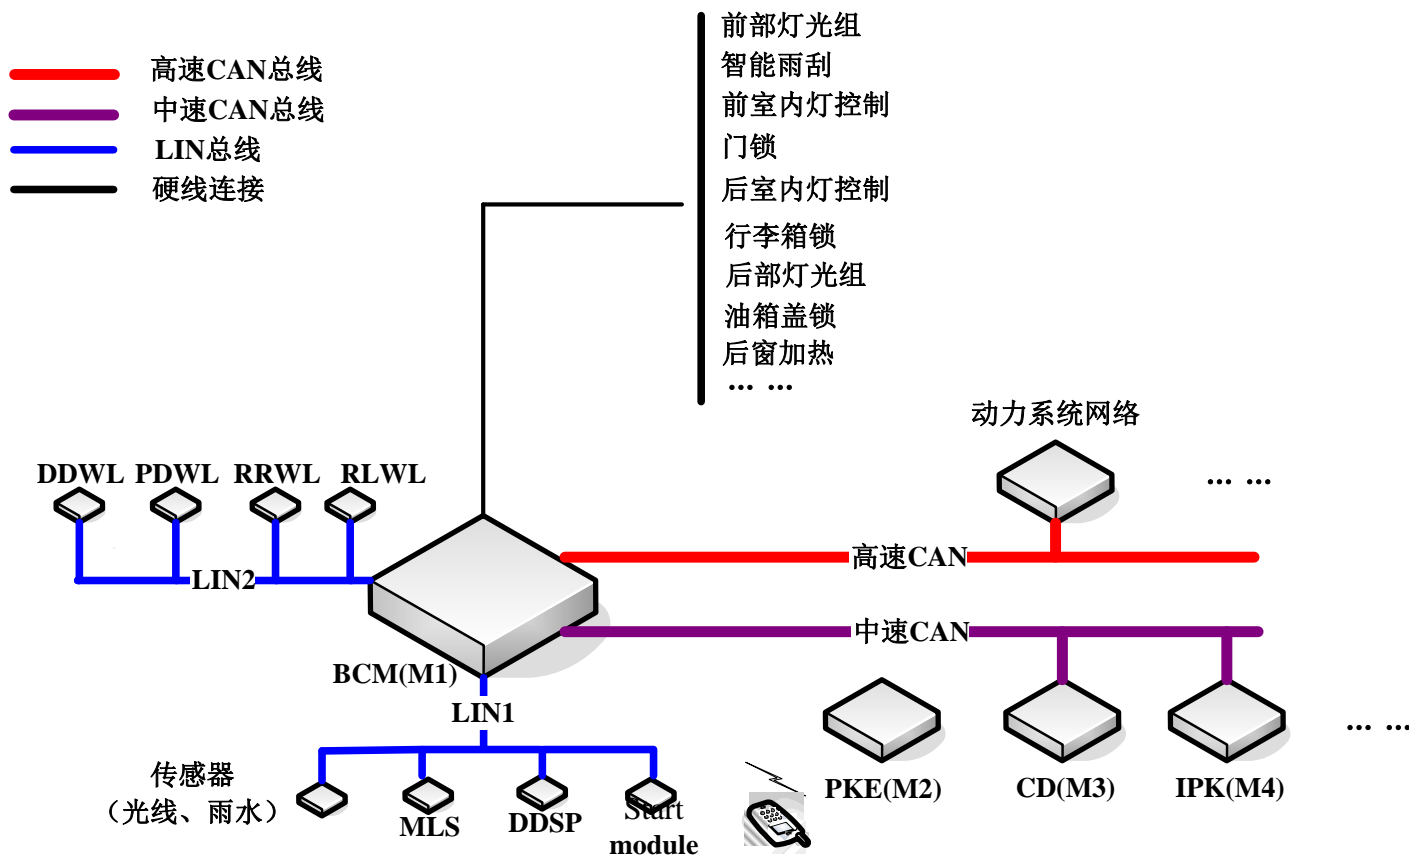 前部灯光组
智能雨刮
前室内灯控制
门锁
后室内灯控制
行李箱锁
后部灯光组
油箱盖锁
后窗加热
... ...
高速CAN总线
中速CAN总线
LIN总线
硬线连接
动力系统网络
... ...
DDWL PDWL RRWL RLWL
高速CAN
LIN2
中速CAN
BCM(M1)
LIN1
... ...
PKE(M2) CD(M3) IPK(M4)
传感器
（光线、雨水）
MLS DDSP Start
module